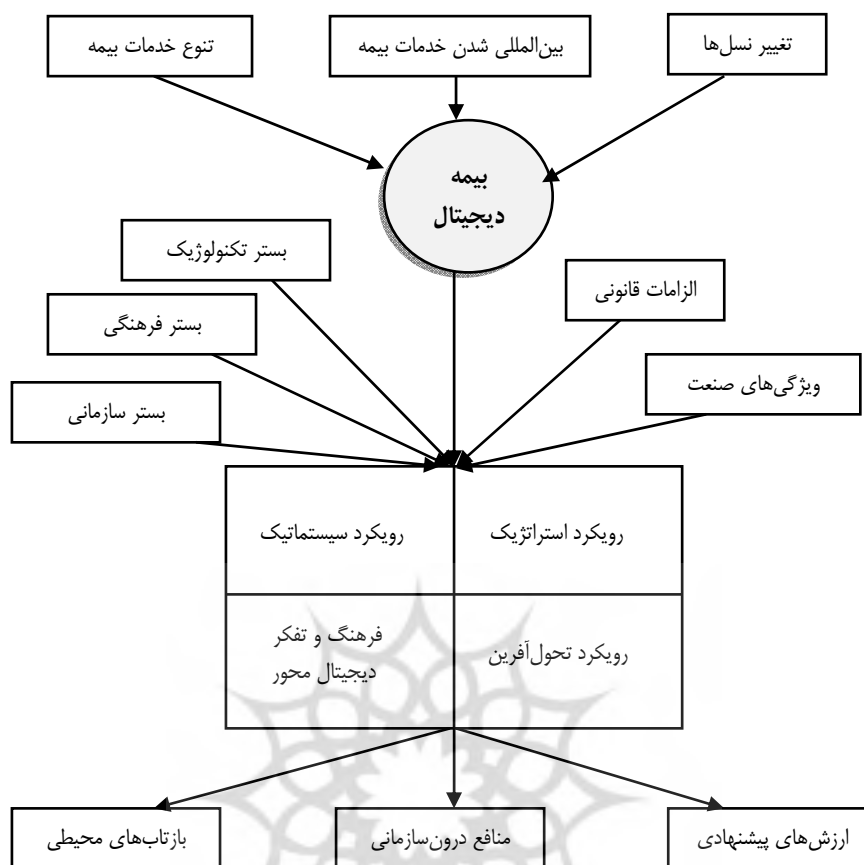 تغییر نسل‌ها
بین‌المللی شدن خدمات بیمه
تنوع خدمات بیمه
بیمه
دیجیتال
بستر تکنولوژیک
الزامات قانونی
بستر فرهنگی
ویژگی‌های صنعت
بستر سازمانی
رویکرد استراتژیک
رویکرد سیستماتیک
رویکرد تحول‌آفرین
فرهنگ و تفکر
دیجیتال محور
ارزش‌های پیشنهادی
منافع درون‌سازمانی
بازتاب‌های محیطی